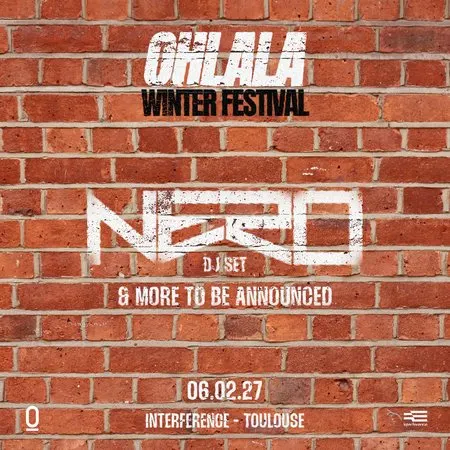 OHLALA
WINTER FESTIVAL
NERO
DJ SET
& MORE TO BE ANNOUNCED
06.02.27
INTERFERENCE - TOULOUSE